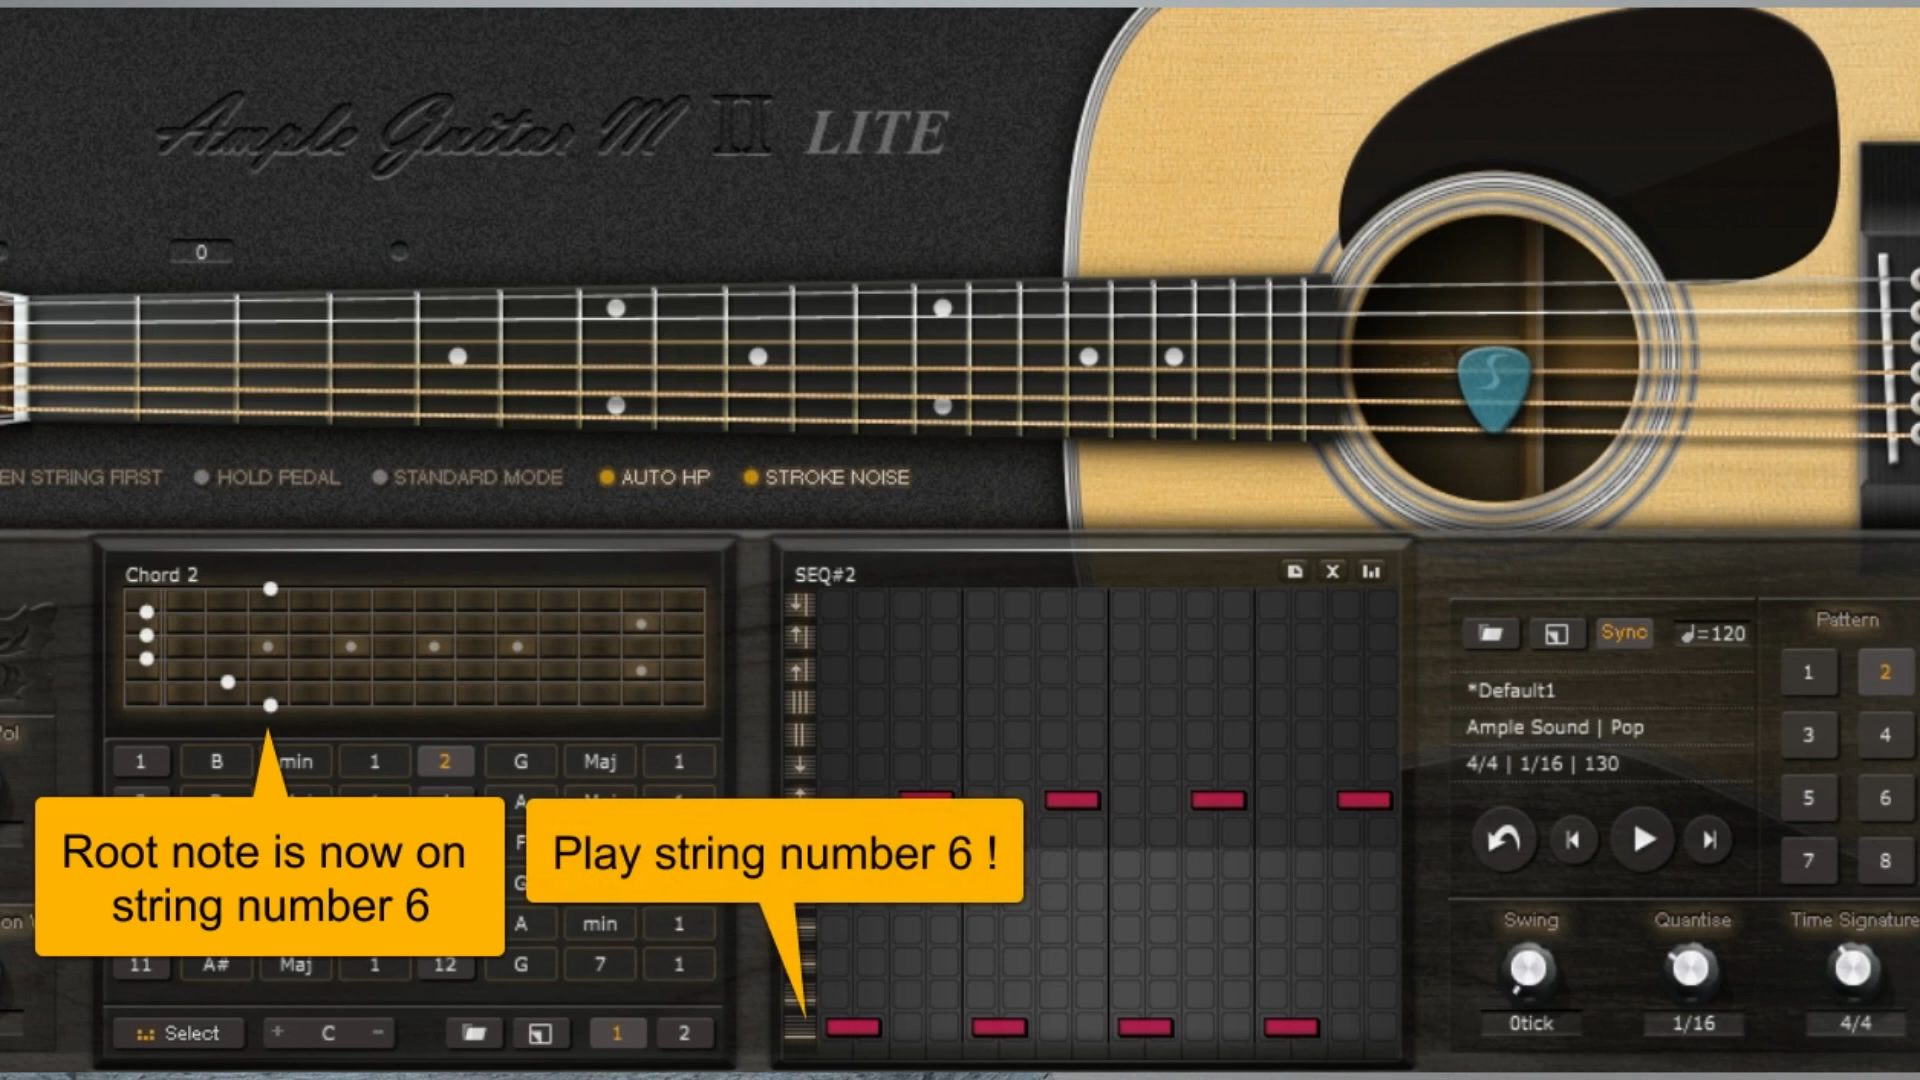 Ample Guitar M II LITE
0
EN STRING FIRST HOLD PEDAL STANDARD MODE AUTO HP STROKE NOISE
Chord 2
1 B min 1 2 G Maj 1
A
F
G
A min 1
11 A# Maj 1 12 G 7 1
Select + C - 1 2
Root note is now on
string number 6
SEQ#2
X
Play string number 6 !
Sync =120
*Default1
Ample Sound | Pop
4/4 | 1/16 | 130
Pattern
1 2
3 4
5 6
7 8
Swing Quantise Time Signature
0tick 1/16 4/4